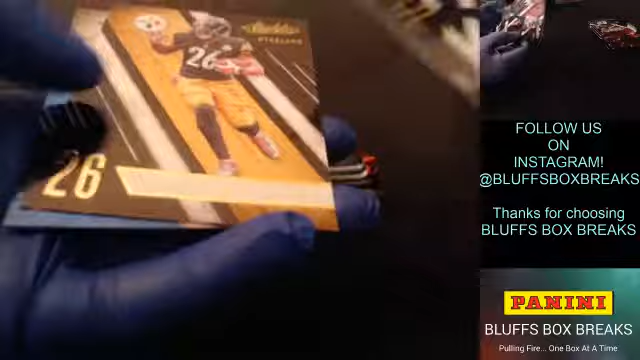 STEELERS
26
26
FOLLOW US
ON
INSTAGRAM!
@BLUFFSBOXBREAKS
Thanks for choosing
BLUFFS BOX BREAKS
PANINI
BLUFFS BOX BREAKS
Pulling Fire... One Box At A Time